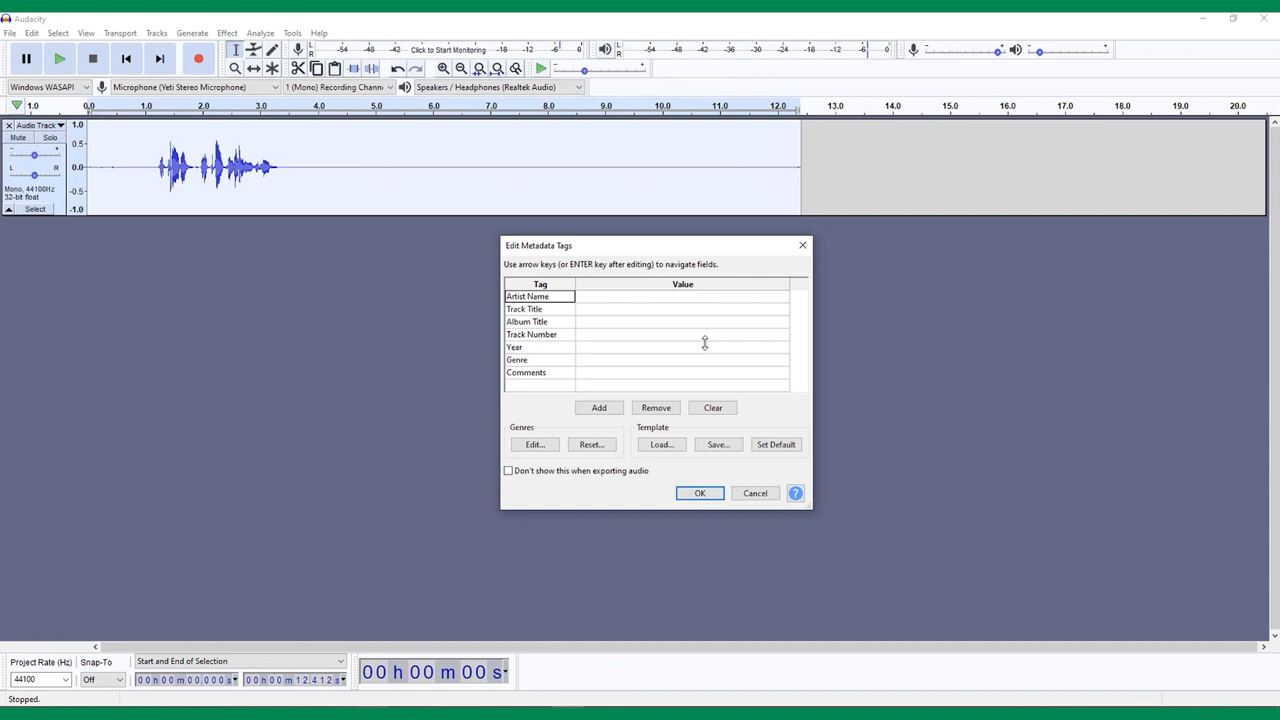 Audacity
File Edit Select View Transport Tracks Generate Effect Analyze Tools Help
L R -54 -48 -42 Click to Start Monitoring -18 -12 -6 0 L R -54 -48 -42 -36 -30 -24 -18 -12 -6 0
Windows WASAPI Microphone (Yeti Stereo Microphone) 1 (Mono) Recording Chann Speakers / Headphones (Realtek Audio)
1.0 0.0 1.0 2.0 3.0 4.0 5.0 6.0 7.0 8.0 9.0 10.0 11.0 12.0 13.0 14.0 15.0 16.0 17.0 18.0 19.0 20.0
Audio Track 1.0
Mute Solo
0.5
L R 0.0
Mono, 44100Hz -0.5
32-bit float
Select -1.0
Edit Metadata Tags
Use arrow keys (or ENTER key after editing) to navigate fields.
Tag Value
Artist Name
Track Title
Album Title
Track Number
Year
Genre
Comments
Add Remove Clear
Genres Template
Edit... Reset... Load... Save... Set Default
Don't show this when exporting audio
OK Cancel ?
Project Rate (Hz) Snap-To Start and End of Selection
44100 Off 00 h 00 m 00.000 s 00 h 00 m 12.412 s 00 h 00 m 00 s
Stopped.